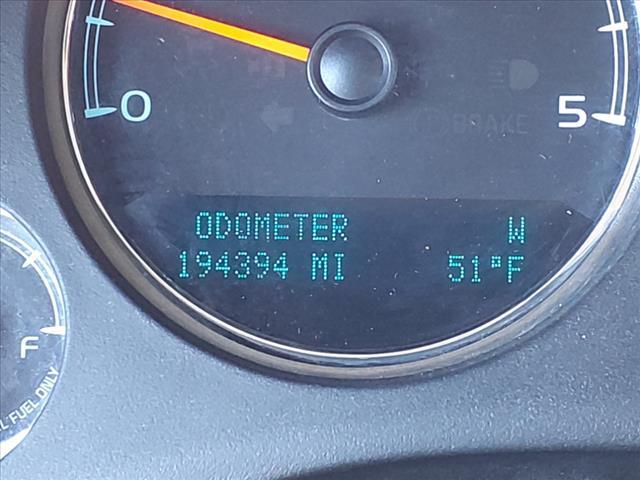 0
5
BRAKE
ODOMETER W
194394 MI 51°F
F
FUEL ONLY